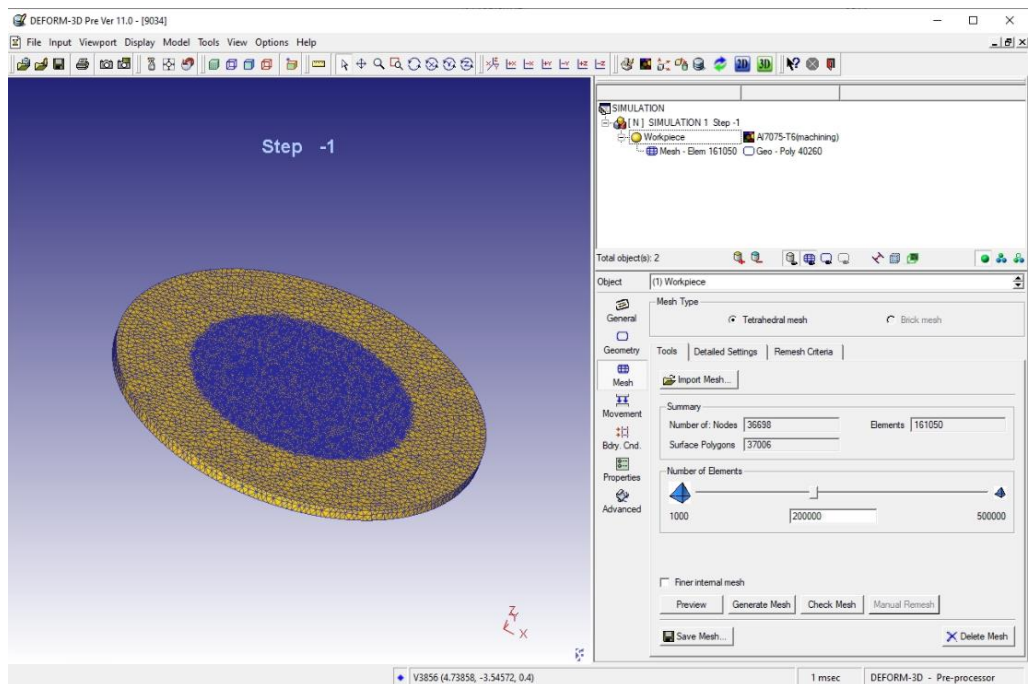 DEFORM-3D Pre Ver 11.0 - [9034]
File Input Viewport Display Model Tools View Options Help
Step -1
SIMULATION
[ N ] SIMULATION 1 Step -1
Workpiece Al7075-T6(machining)
Mesh - Elem 161050 Geo - Poly 40260
Total object(s): 2
Object (1) Workpiece
General
Geometry
Mesh
Movement
Bdry. Cnd.
Properties
Advanced
Mesh Type
Tetrahedral mesh Brick mesh
Tools Detailed Settings Remesh Criteria
Import Mesh...
Summary
Number of: Nodes 36698 Elements 161050
Surface Polygons 37006
Number of Elements
1000 200000 500000
Finer internal mesh
Preview Generate Mesh Check Mesh Manual Remesh
Save Mesh... Delete Mesh
Z Y X
V3856 (4.73858, -3.54572, 0.4) 1 msec DEFORM-3D - Pre-processor